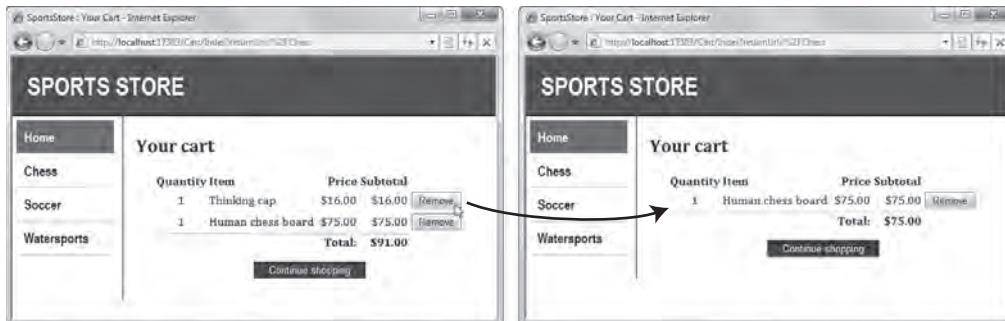 SportsStore : Your Cart - Internet Explorer
SPORTS STORE
Home
Chess
Soccer
Watersports
Your cart
Quantity Item Price Subtotal
1 Thinking cap $16.00 $16.00 Remove
1 Human chess board $75.00 $75.00 Remove
Total: $91.00
Continue shopping
SportsStore : Your Cart - Internet Explorer
SPORTS STORE
Home
Chess
Soccer
Watersports
Your cart
Quantity Item Price Subtotal
1 Human chess board $75.00 $75.00 Remove
Total: $75.00
Continue shopping